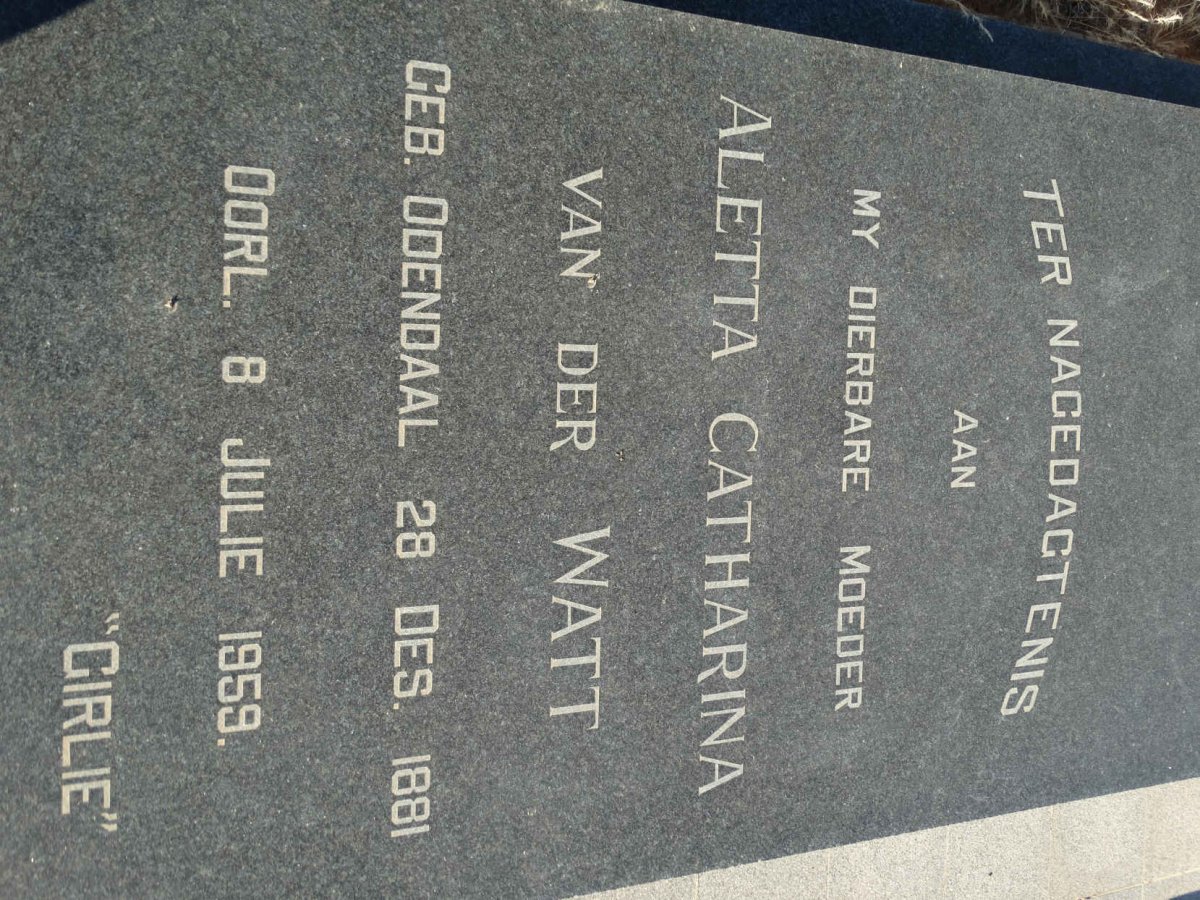 TER NAGEDAGTENIS
AAN
MY DIERBARE MOEDER
ALETTA CATHARINA
VAN DER WATT
GEB. ODENDAAL 28 DES. 1881
OORL. 8 JULIE 1959.
"GIRLIE"